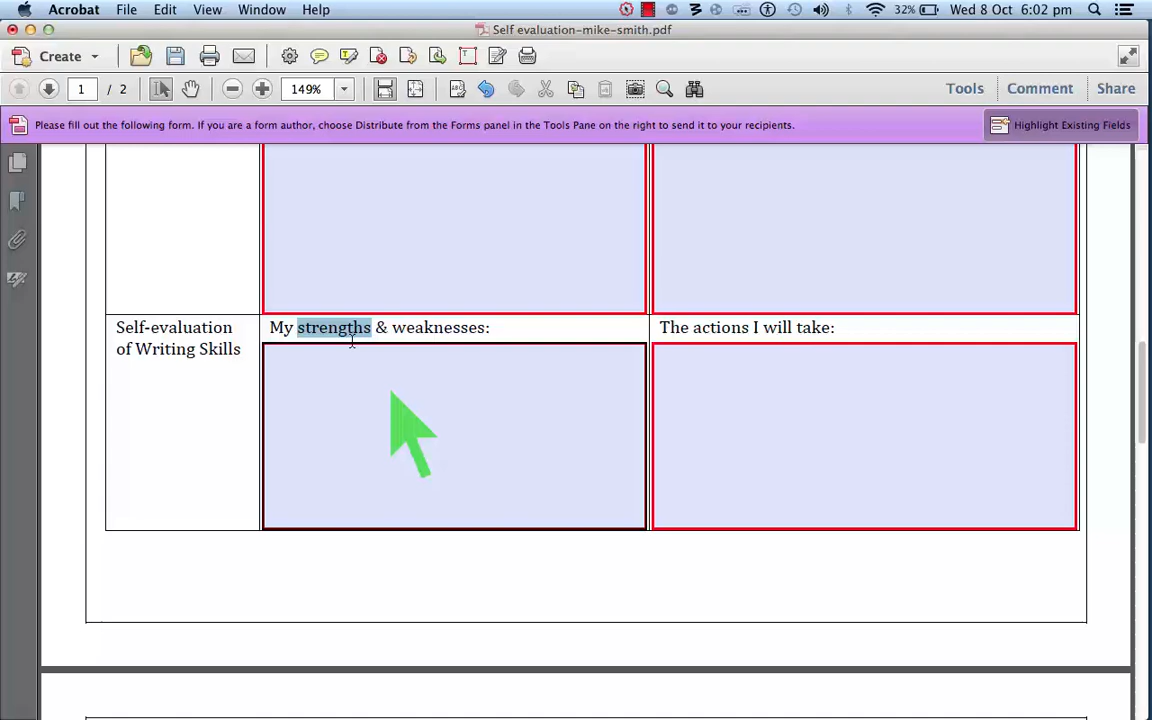 Acrobat File Edit View Window Help 32% Wed 8 Oct 6:02 pm
Self evaluation-mike-smith.pdf
Create
1 / 2 149% Tools Comment Share
Please fill out the following form. If you are a form author, choose Distribute from the Forms panel in the Tools Pane on the right to send it to your recipients. Highlight Existing Fields
Self-evaluation
of Writing Skills
My strengths & weaknesses:
The actions I will take: